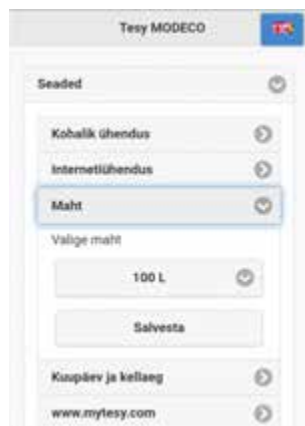 Tesy MODECO
Seaded
Kohalik ühendus
Internetiühendus
Maht
Valige maht
100 L
Salvesta
Kuupäev ja kellaeg
www.mytesy.com